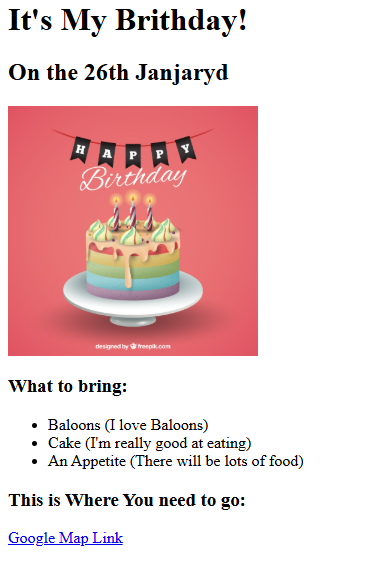 It's My Brithday!
On the 26th Janjaryd
HAPPY
Birthday
designed by freepik.com
What to bring:
Baloons (I love Baloons)
Cake (I'm really good at eating)
An Appetite (There will be lots of food)
This is Where You need to go:
Google Map Link